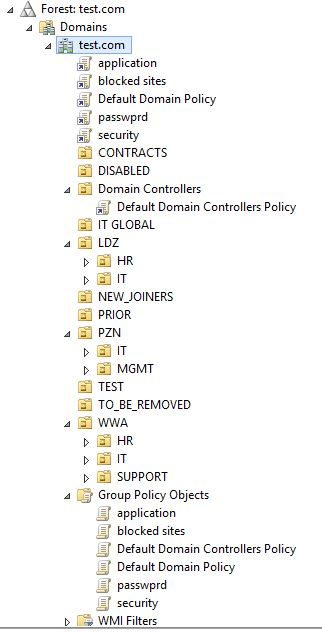 Forest: test.com
Domains
test.com
application
blocked sites
Default Domain Policy
passwprd
security
CONTRACTS
DISABLED
Domain Controllers
Default Domain Controllers Policy
IT GLOBAL
LDZ
HR
IT
NEW_JOINERS
PRIOR
PZN
IT
MGMT
TEST
TO_BE_REMOVED
WWA
HR
IT
SUPPORT
Group Policy Objects
application
blocked sites
Default Domain Controllers Policy
Default Domain Policy
passwprd
security
WMI Filters